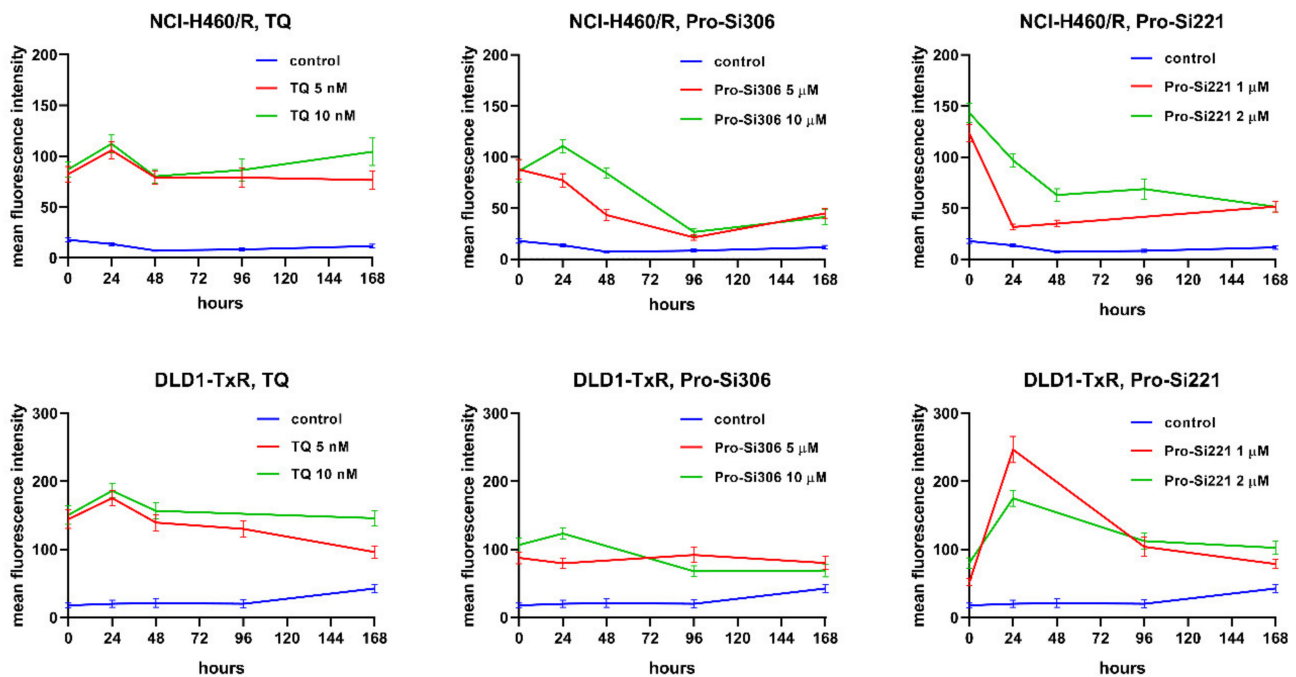 NCI-H460/R, TQ
mean fluorescence intensity
200
150
100
50
0
control
TQ 5 nM
TQ 10 nM
0 24 48 72 96 120 144 168
hours
NCI-H460/R, Pro-Si306
mean fluorescence intensity
200
150
100
50
0
control
Pro-Si306 5 μM
Pro-Si306 10 μM
0 24 48 72 96 120 144 168
hours
NCI-H460/R, Pro-Si221
mean fluorescence intensity
200
150
100
50
0
control
Pro-Si221 1 μM
Pro-Si221 2 μM
0 24 48 72 96 120 144 168
hours
DLD1-TxR, TQ
mean fluorescence intensity
300
200
100
0
control
TQ 5 nM
TQ 10 nM
0 24 48 72 96 120 144 168
hours
DLD1-TxR, Pro-Si306
mean fluorescence intensity
300
200
100
0
control
Pro-Si306 5 μM
Pro-Si306 10 μM
0 24 48 72 96 120 144 168
hours
DLD1-TxR, Pro-Si221
mean fluorescence intensity
300
200
100
0
control
Pro-Si221 1 μM
Pro-Si221 2 μM
0 24 48 72 96 120 144 168
hours